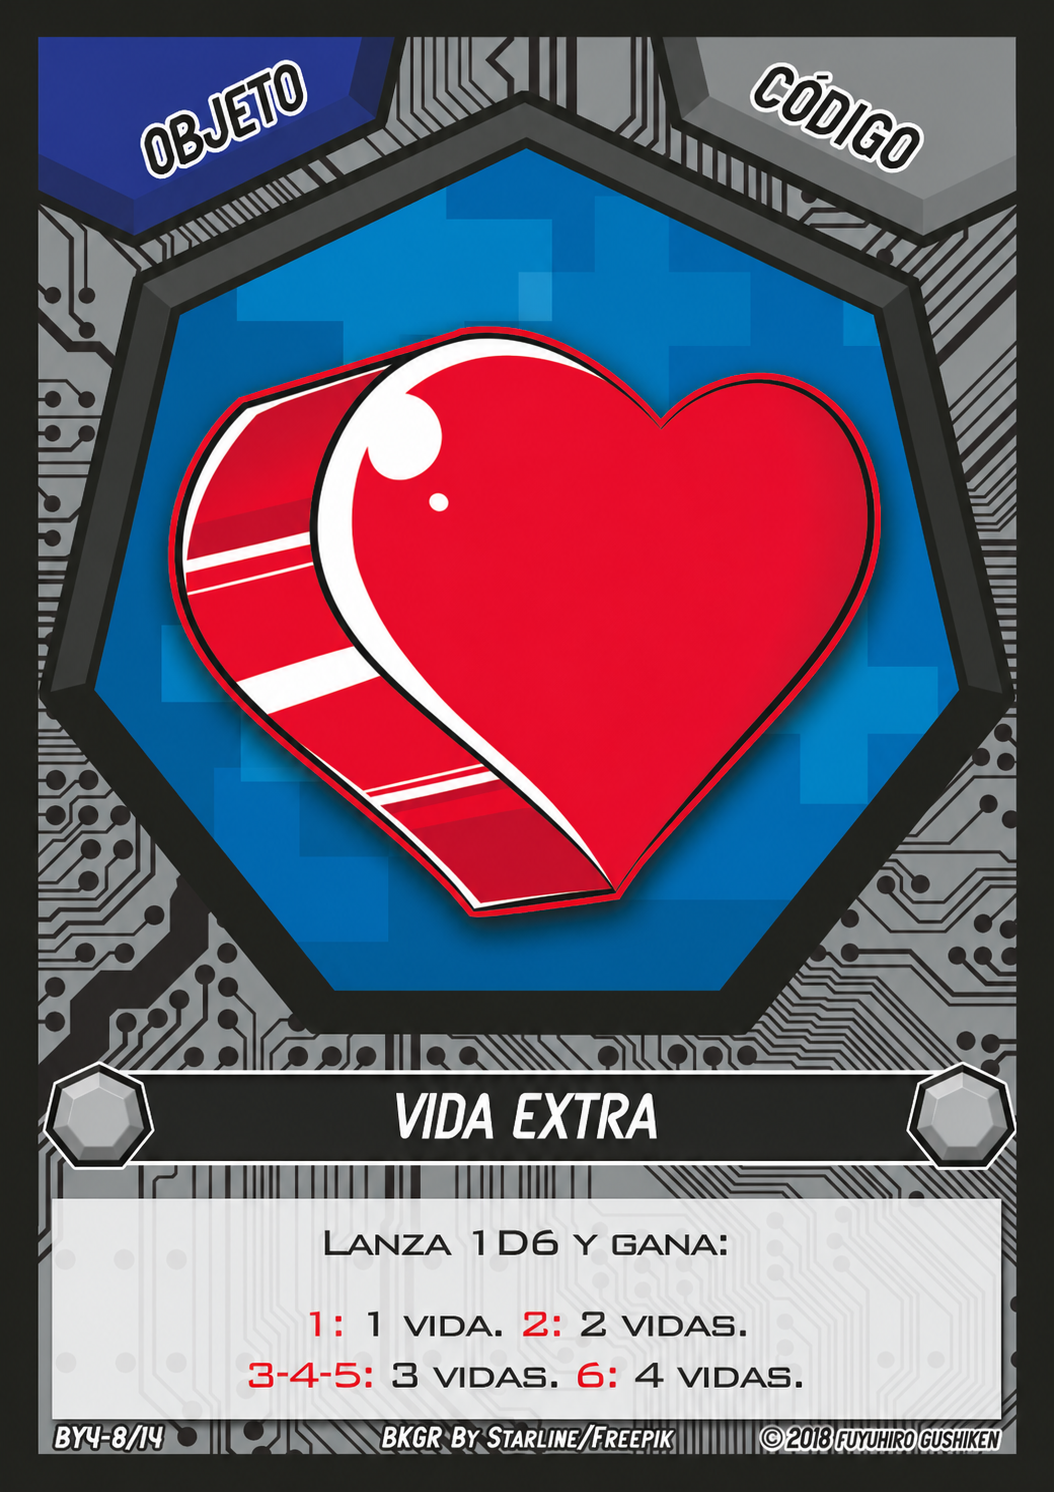 OBJETO
CÓDIGO
VIDA EXTRA
LANZA 1D6 Y GANA:
1: 1 VIDA. 2: 2 VIDAS.
3-4-5: 3 VIDAS. 6: 4 VIDAS.
BY4-8/14
BKGR BY STARLINE/FREEPIK
© 2018 FUYUHIRO GUSHIKEN